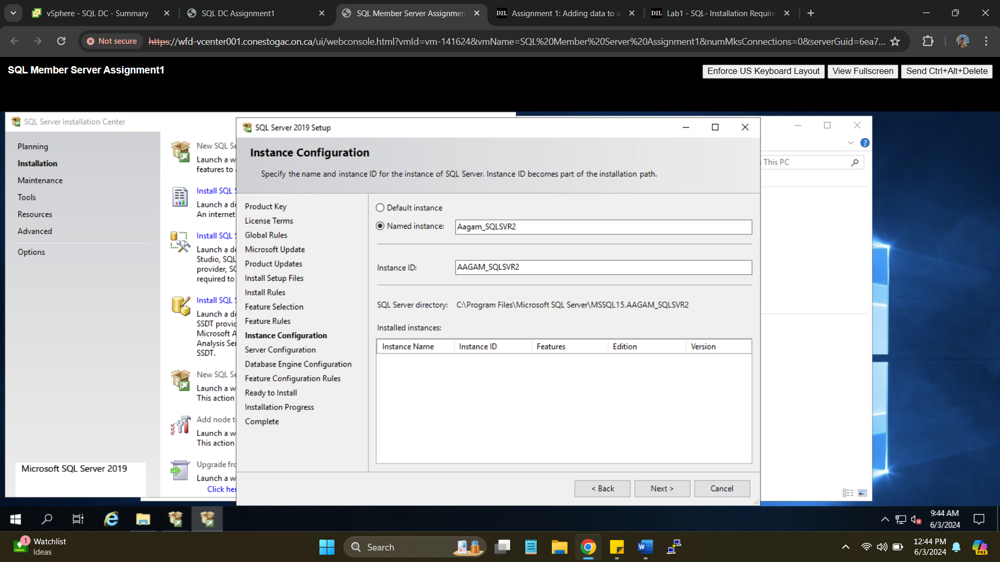 vSphere - SQL DC - Summary
SQL DC Assignment1
SQL Member Server Assignmen
D2L
Assignment 1: Adding data to a
D2L
Lab1 - SQL- Installation Require
Not secure
https://wfd-vcenter001.conestogac.on.ca/ui/webconsole.html?vmId=vm-141624&vmName=SQL%20Member%20Server%20Assignment1&numMksConnections=0&serverGuid=6ea7...
SQL Member Server Assignment1
Enforce US Keyboard Layout
View Fullscreen
Send Ctrl+Alt+Delete
SQL Server Installation Center
Planning
Installation
Maintenance
Tools
Resources
Advanced
Options
Microsoft SQL Server 2019
New SQL Se
Launch a w
features to
Install SQL
Launch a de
An internet
Install SQL
Launch a de
Studio, SQL
provider, SQ
required to
Install SQL
Launch a de
SSDT provid
Microsoft A
Analysis Ser
SSDT.
New SQL Se
Launch a w
This action
Add node t
Launch a w
This action
Upgrade fro
Launch a w
Click her
SQL Server 2019 Setup
Instance Configuration
Specify the name and instance ID for the instance of SQL Server. Instance ID becomes part of the installation path.
Product Key
License Terms
Global Rules
Microsoft Update
Product Updates
Install Setup Files
Install Rules
Feature Selection
Feature Rules
Instance Configuration
Server Configuration
Database Engine Configuration
Feature Configuration Rules
Ready to Install
Installation Progress
Complete
Default instance
Named instance:
Aagam_SQLSVR2
Instance ID:
AAGAM_SQLSVR2
SQL Server directory:
C:\Program Files\Microsoft SQL Server\MSSQL15.AAGAM_SQLSVR2
Installed instances:
Instance Name
Instance ID
Features
Edition
Version
< Back
Next >
Cancel
This PC
9:44 AM
6/3/2024
1
Watchlist
Ideas
Search
12:44 PM
6/3/2024
PRE